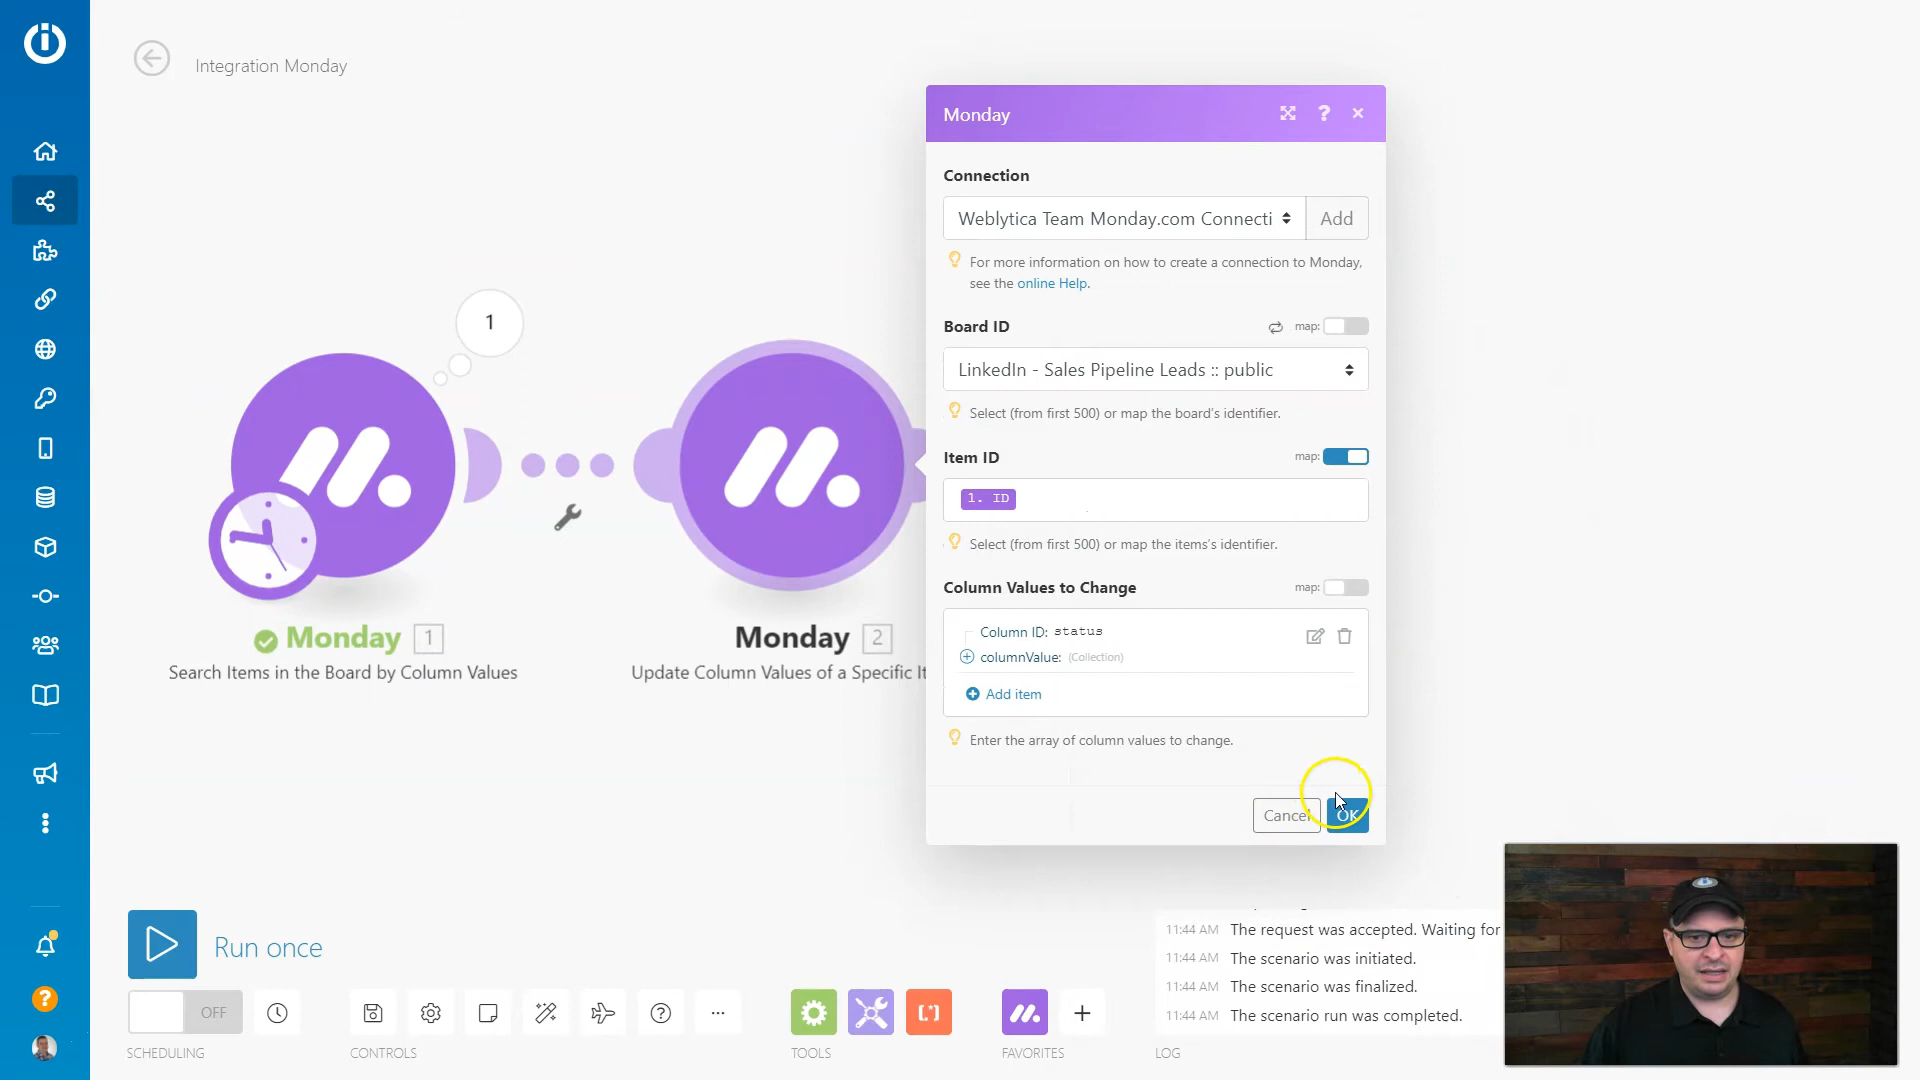 Integration Monday
Monday
?
Connection
Weblytica Team Monday.com Connecti
Add
For more information on how to create a connection to Monday,
see the online Help.
Board ID
map:
LinkedIn - Sales Pipeline Leads :: public
Select (from first 500) or map the board's identifier.
Item ID
map:
1. ID
Select (from first 500) or map the items's identifier.
Column Values to Change
map:
Column ID: status
columnValue: (Collection)
Add item
Enter the array of column values to change.
Cancel
OK
1
Monday 1
Search Items in the Board by Column Values
Monday 2
Update Column Values of a Specific It
Run once
OFF
SCHEDULING
CONTROLS
TOOLS
FAVORITES
LOG
11:44 AM The request was accepted. Waiting for
11:44 AM The scenario was initiated.
11:44 AM The scenario was finalized.
11:44 AM The scenario run was completed.